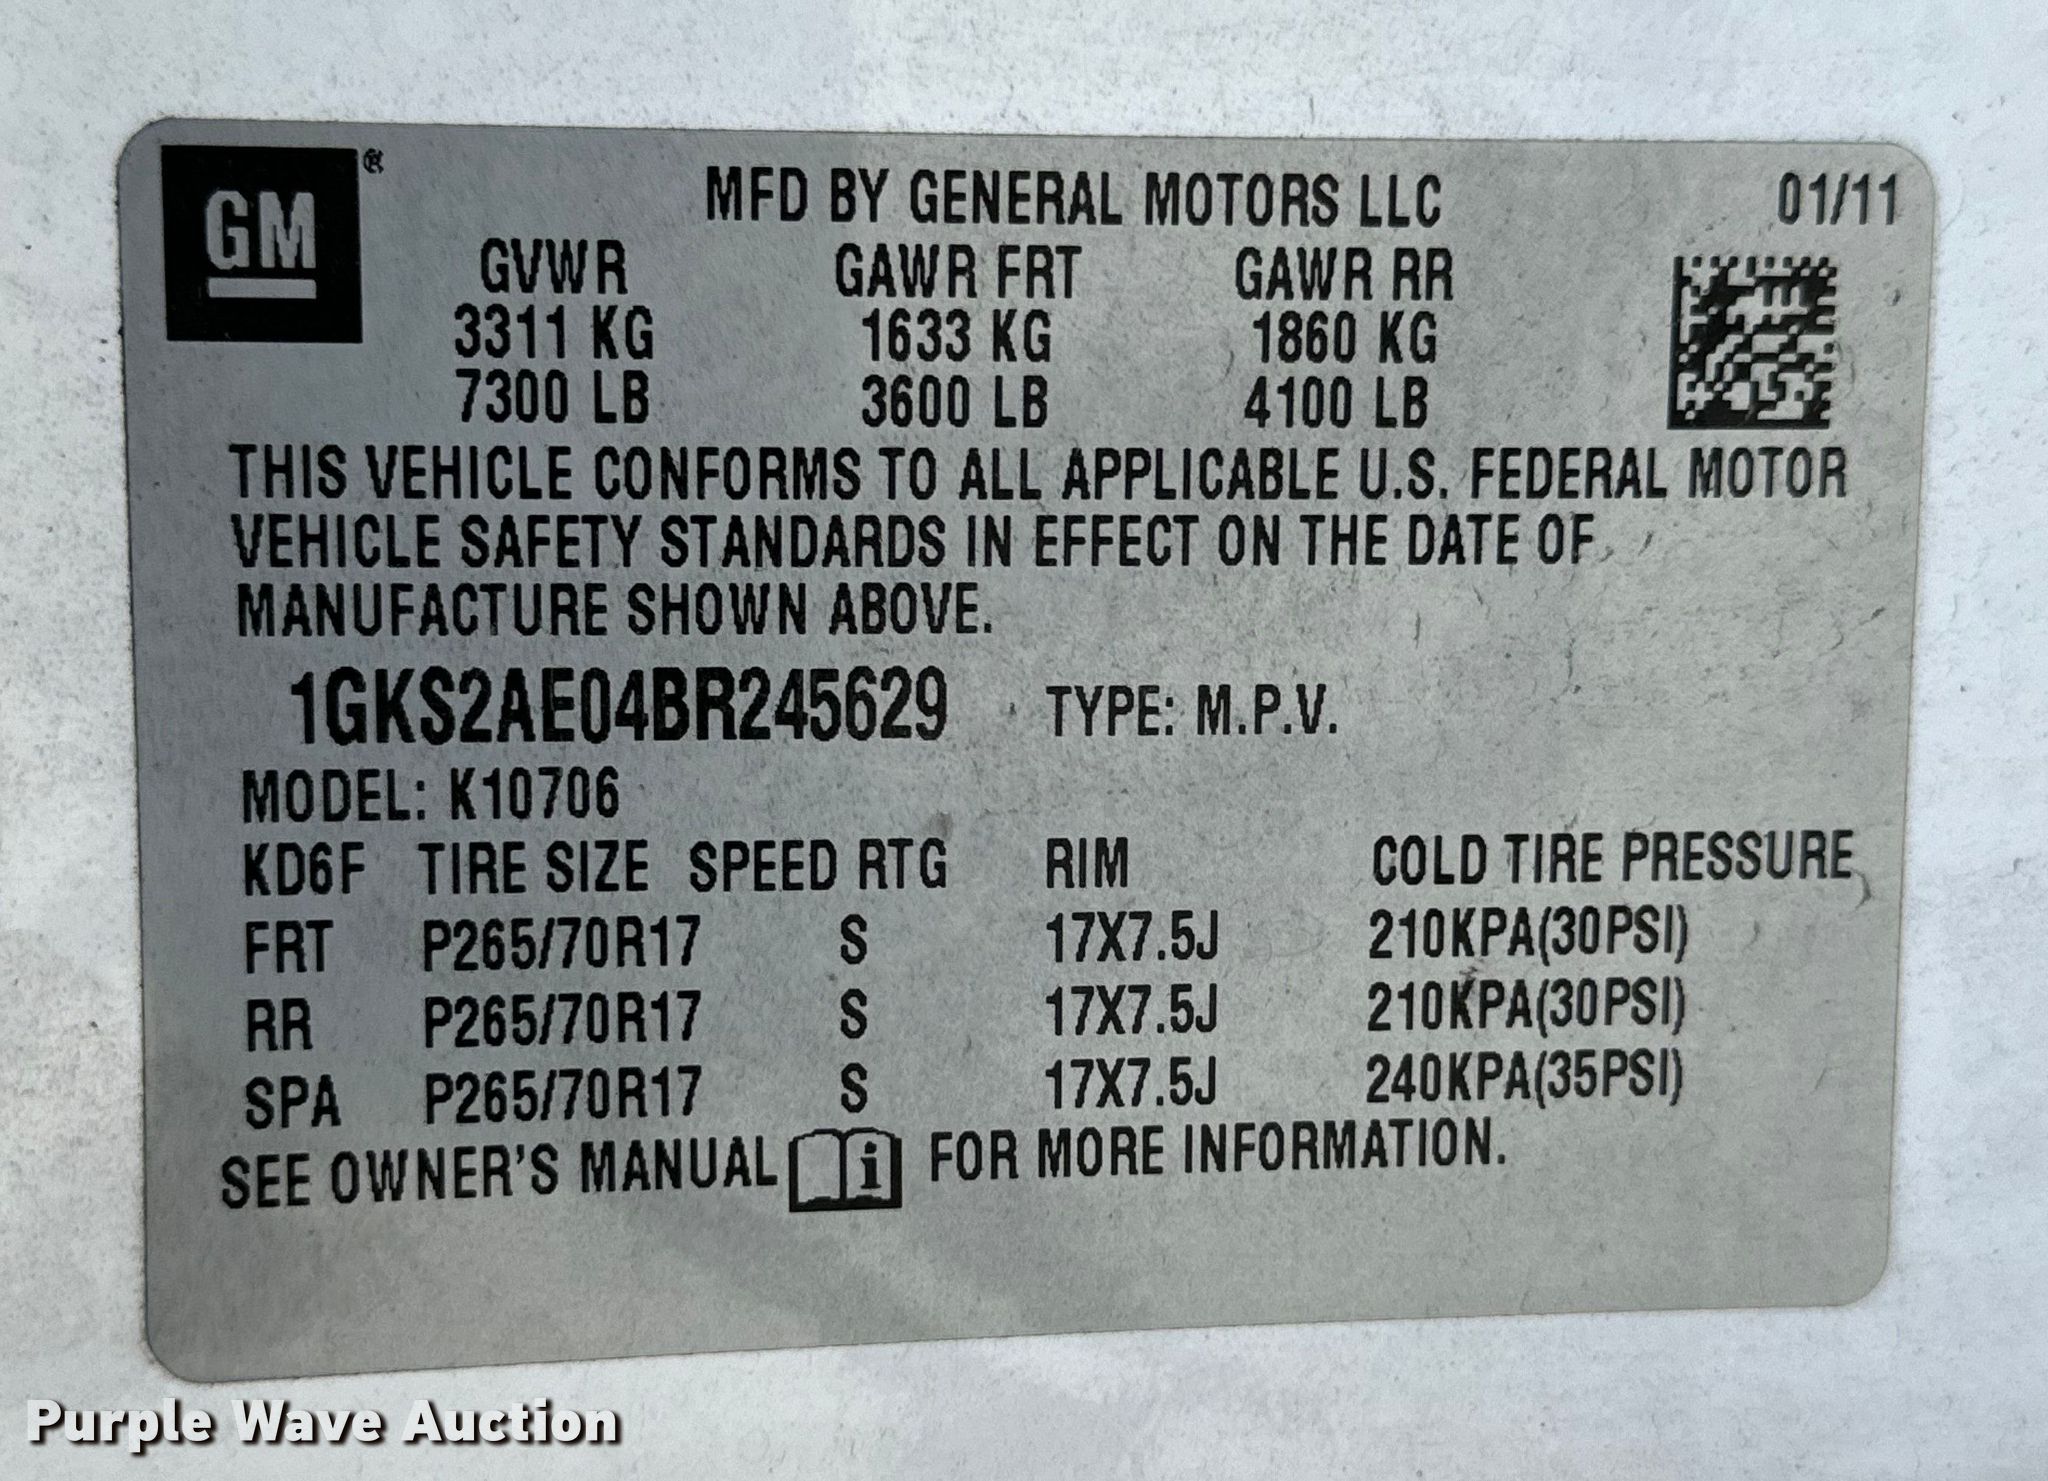 GM®
MFD BY GENERAL MOTORS LLC 01/11
GVWR GAWR FRT GAWR RR
3311 KG 1633 KG 1860 KG
7300 LB 3600 LB 4100 LB
THIS VEHICLE CONFORMS TO ALL APPLICABLE U.S. FEDERAL MOTOR
VEHICLE SAFETY STANDARDS IN EFFECT ON THE DATE OF
MANUFACTURE SHOWN ABOVE.
1GKS2AE04BR245629 TYPE: M.P.V.
MODEL: K10706
KD6F TIRE SIZE SPEED RTG RIM COLD TIRE PRESSURE
FRT P265/70R17 S 17X7.5J 210KPA(30PSI)
RR P265/70R17 S 17X7.5J 210KPA(30PSI)
SPA P265/70R17 S 17X7.5J 240KPA(35PSI)
SEE OWNER'S MANUAL i FOR MORE INFORMATION.
Purple Wave Auction